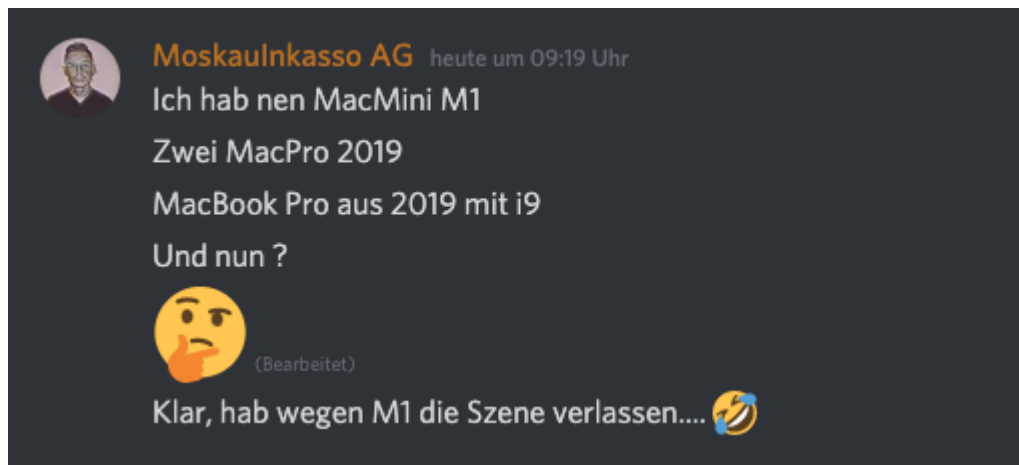 MoskauInkasso AG heute um 09:19 Uhr
Ich hab nen MacMini M1
Zwei MacPro 2019
MacBook Pro aus 2019 mit i9
Und nun ?
(Bearbeitet)
Klar, hab wegen M1 die Szene verlassen....